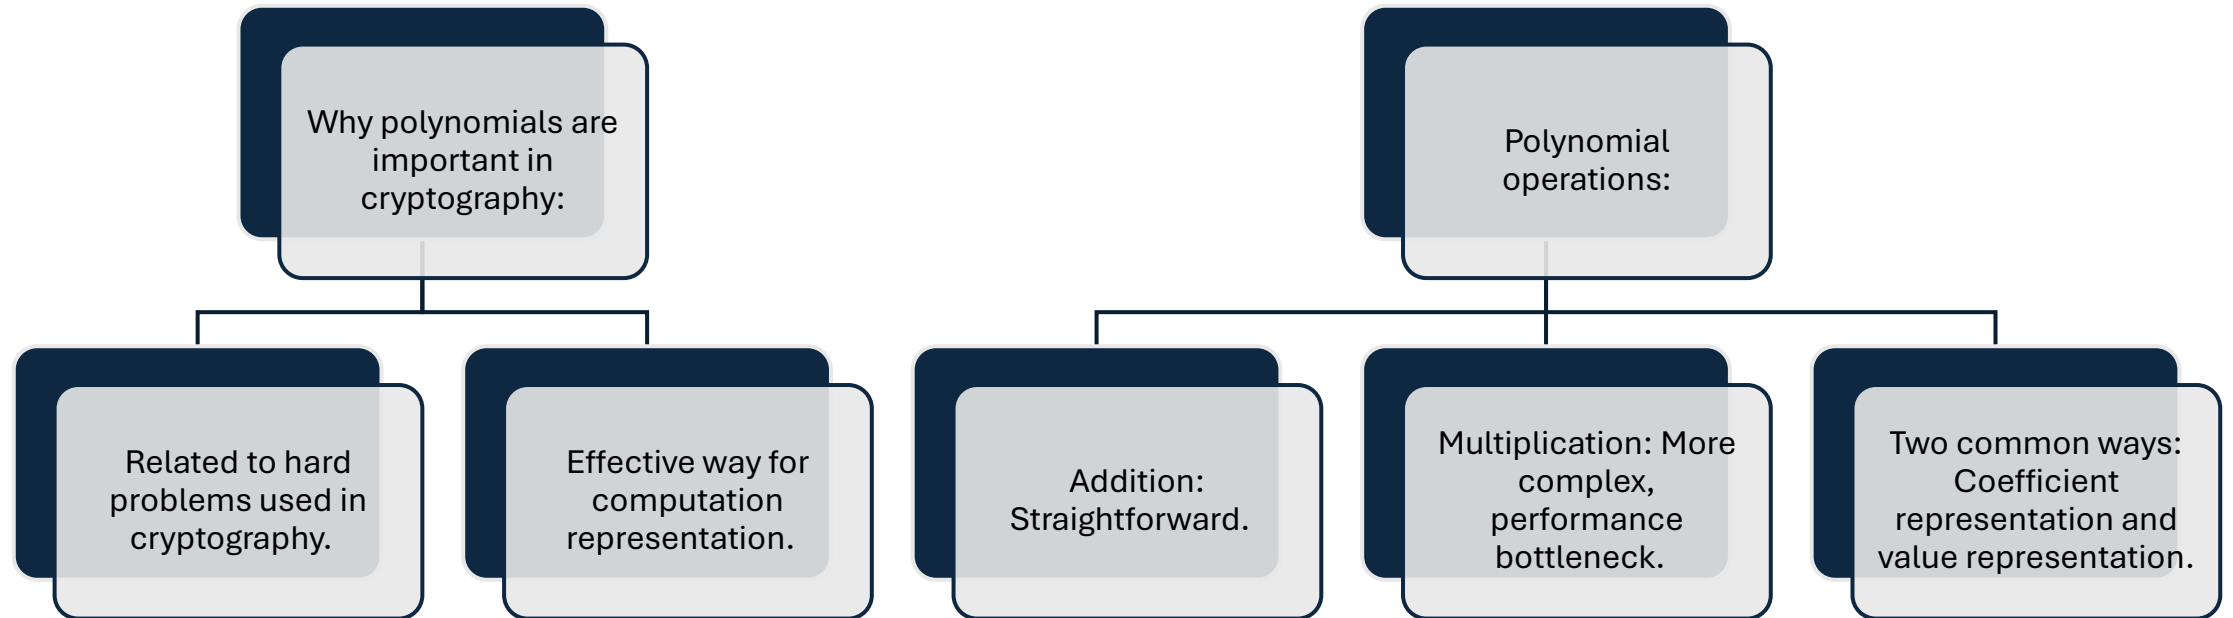 Why polynomials are
important in
cryptography:
Polynomial
operations:
Related to hard
problems used in
cryptography.
Effective way for
computation
representation.
Addition:
Straightforward.
Multiplication: More
complex,
performance
bottleneck.
Two common ways:
Coefficient
representation and
value representation.